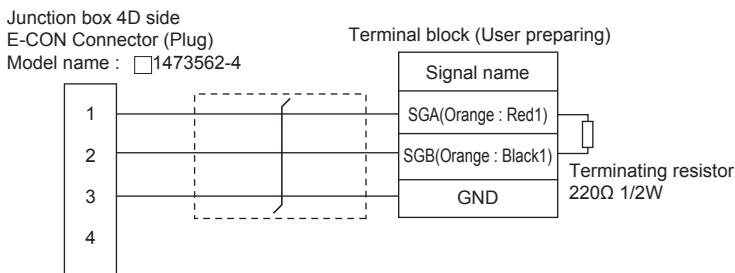 Junction box 4D side
E-CON Connector (Plug)
Model name : □1473562-4
Terminal block (User preparing)
Signal name
1
SGA(Orange : Red1)
2
SGB(Orange : Black1)
Terminating resistor
220Ω 1/2W
3
GND
4